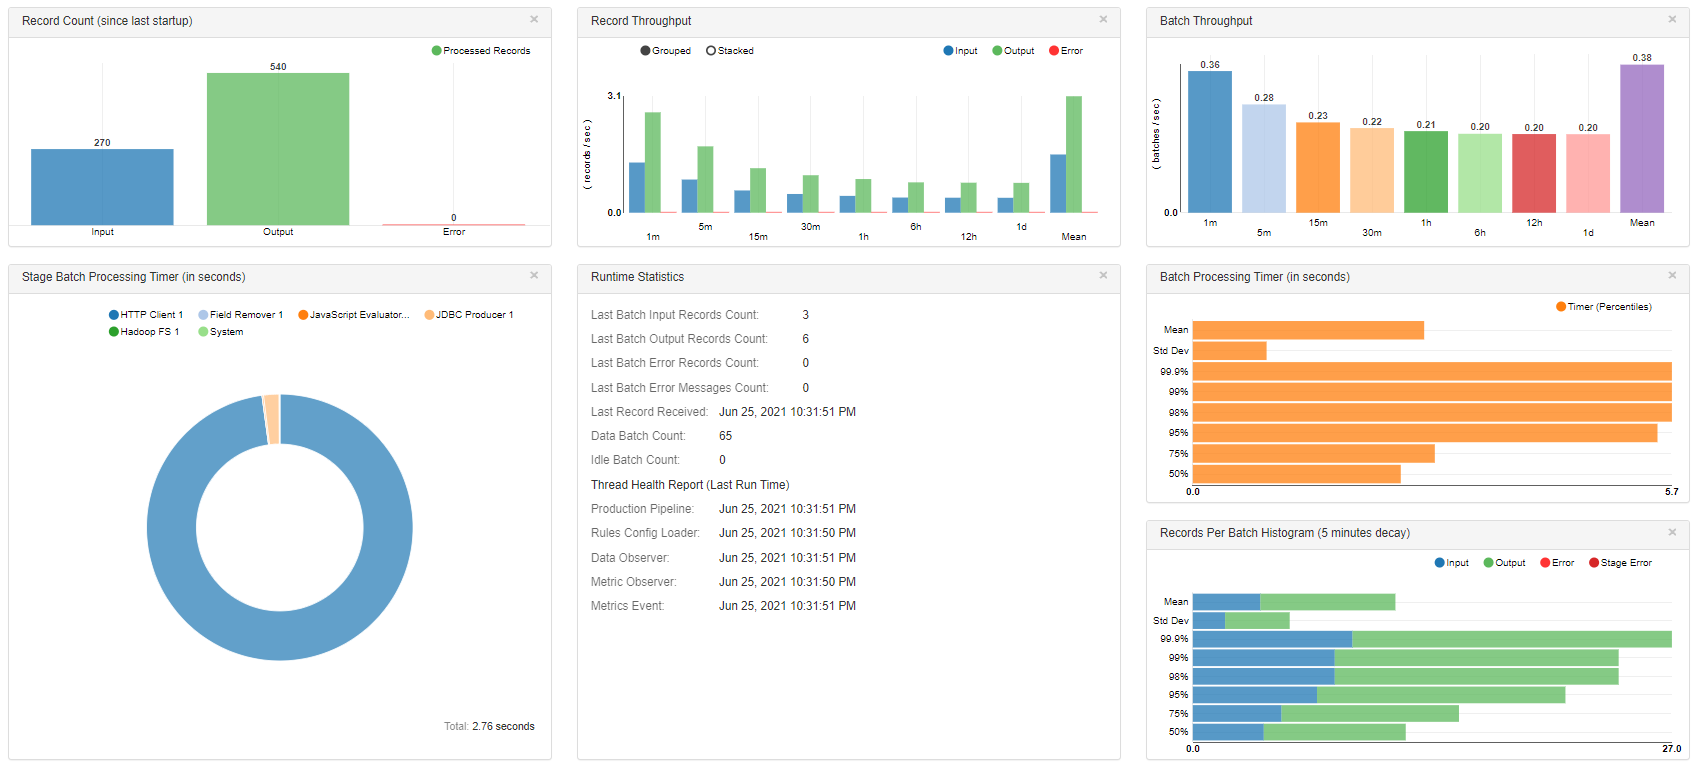 Record Count (since last startup)
×
Processed Records
540
270
0
Input
Output
Error
Record Throughput
×
Grouped
Stacked
Input
Output
Error
3.1
( records / sec )
0.0
5m
30m
6h
1d
1m
15m
1h
12h
Mean
Batch Throughput
×
0.36
0.28
0.23
0.22
0.21
0.20
0.20
0.20
0.38
( batches / sec )
0.0
1m
15m
1h
12h
Mean
5m
30m
6h
1d
Stage Batch Processing Timer (in seconds)
×
HTTP Client 1
Field Remover 1
JavaScript Evaluator...
JDBC Producer 1
Hadoop FS 1
System
Total: 2.76 seconds
Runtime Statistics
×
Last Batch Input Records Count: 3
Last Batch Output Records Count: 6
Last Batch Error Records Count: 0
Last Batch Error Messages Count: 0
Last Record Received: Jun 25, 2021 10:31:51 PM
Data Batch Count: 65
Idle Batch Count: 0
Thread Health Report (Last Run Time)
Production Pipeline: Jun 25, 2021 10:31:51 PM
Rules Config Loader: Jun 25, 2021 10:31:50 PM
Data Observer: Jun 25, 2021 10:31:51 PM
Metric Observer: Jun 25, 2021 10:31:50 PM
Metrics Event: Jun 25, 2021 10:31:51 PM
Batch Processing Timer (in seconds)
×
Timer (Percentiles)
Mean
Std Dev
99.9%
99%
98%
95%
75%
50%
0.0
5.7
Records Per Batch Histogram (5 minutes decay)
×
Input
Output
Error
Stage Error
Mean
Std Dev
99.9%
99%
98%
95%
75%
50%
0.0
27.0